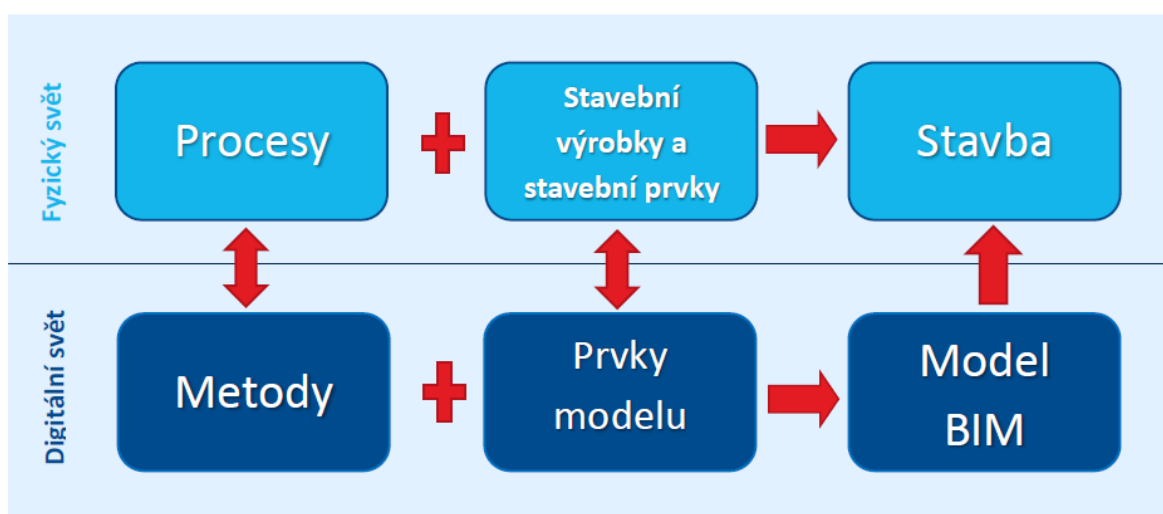 Fyzický svět
Procesy
Stavební
výrobky a
stavební prvky
Stavba
Digitální svět
Metody
Prvky
modelu
Model
BIM